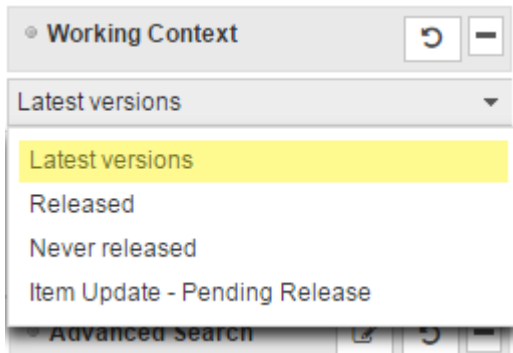 Working Context
Latest versions
Latest versions
Released
Never released
Item Update - Pending Release
Advanced Search